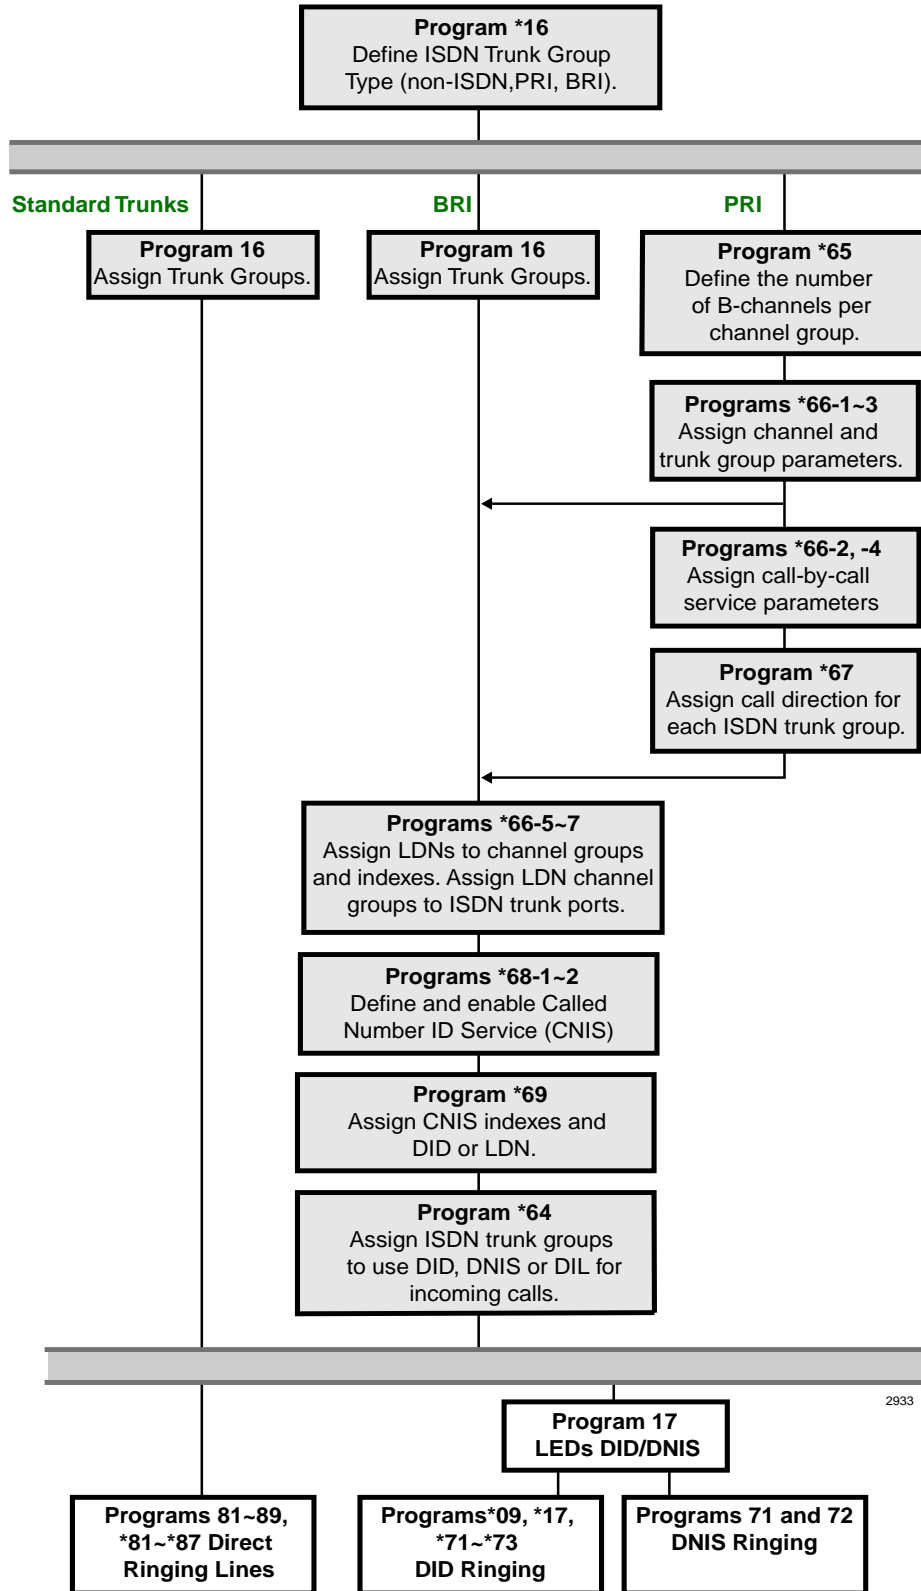 Program *16
Define ISDN Trunk Group
Type (non-ISDN,PRI, BRI).
Standard Trunks
BRI
PRI
Program 16
Assign Trunk Groups.
Program 16
Assign Trunk Groups.
Program *65
Define the number
of B-channels per
channel group.
Programs *66-1~3
Assign channel and
trunk group parameters.
Programs *66-2, -4
Assign call-by-call
service parameters
Program *67
Assign call direction for
each ISDN trunk group.
Programs *66-5~7
Assign LDNs to channel groups
and indexes. Assign LDN channel
groups to ISDN trunk ports.
Programs *68-1~2
Define and enable Called
Number ID Service (CNIS)
Program *69
Assign CNIS indexes and
DID or LDN.
Program *64
Assign ISDN trunk groups
to use DID, DNIS or DIL for
incoming calls.
2933
Program 17
LEDs DID/DNIS
Programs 81~89,
*81~*87 Direct
Ringing Lines
Programs*09, *17,
*71~*73
DID Ringing
Programs 71 and 72
DNIS Ringing